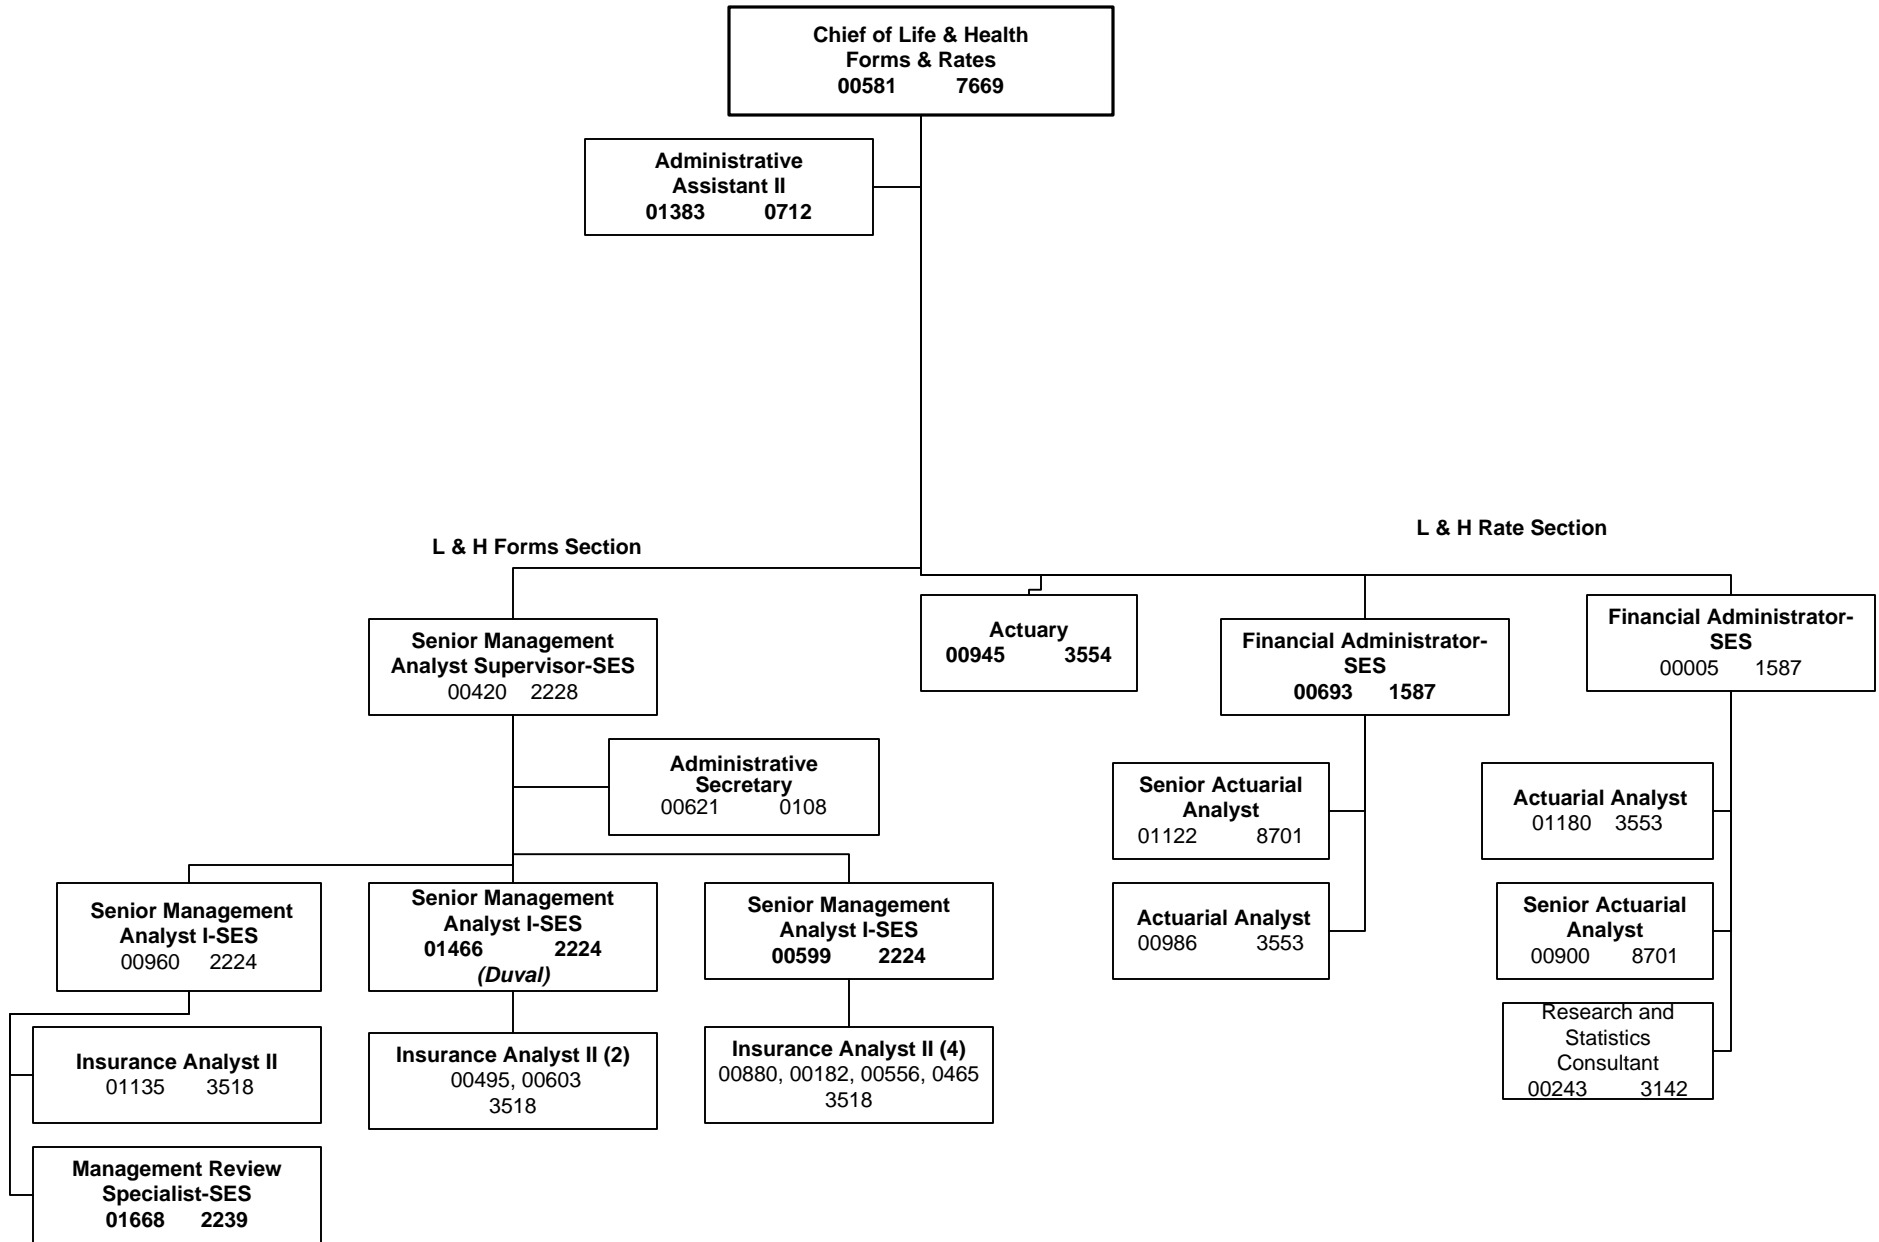 Chief of Life & Health
Forms & Rates
00581 7669
Administrative
Assistant II
01383 0712
L & H Forms Section
L & H Rate Section
Senior Management
Analyst Supervisor-SES
00420 2228
Actuary
00945 3554
Financial Administrator-
SES
00693 1587
Financial Administrator-
SES
00005 1587
Administrative
Secretary
00621 0108
Senior Actuarial
Analyst
01122 8701
Actuarial Analyst
01180 3553
Senior Management
Analyst I-SES
00960 2224
Senior Management
Analyst I-SES
01466 2224
(Duval)
Senior Management
Analyst I-SES
00599 2224
Actuarial Analyst
00986 3553
Senior Actuarial
Analyst
00900 8701
Insurance Analyst II
01135 3518
Insurance Analyst II (2)
00495, 00603
3518
Insurance Analyst II (4)
00880, 00182, 00556, 0465
3518
Research and
Statistics
Consultant
00243 3142
Management Review
Specialist-SES
01668 2239